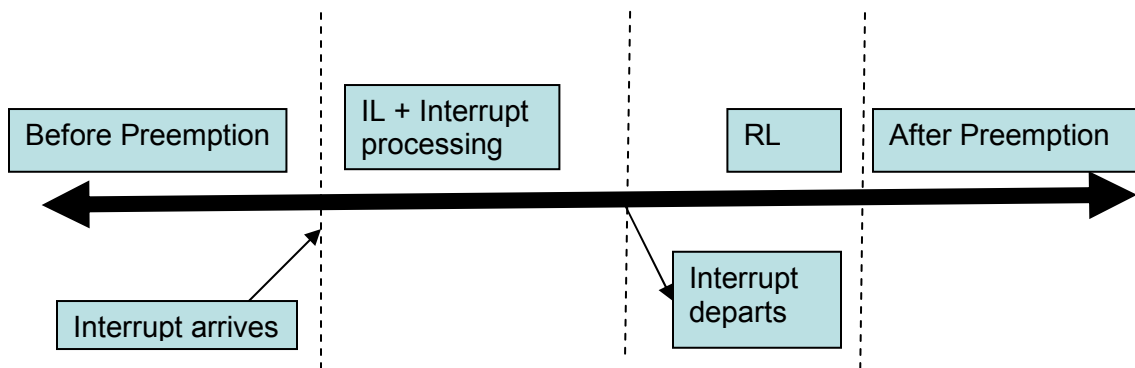 Before Preemption
IL + Interrupt
processing
RL
After Preemption
Interrupt arrives
Interrupt
departs